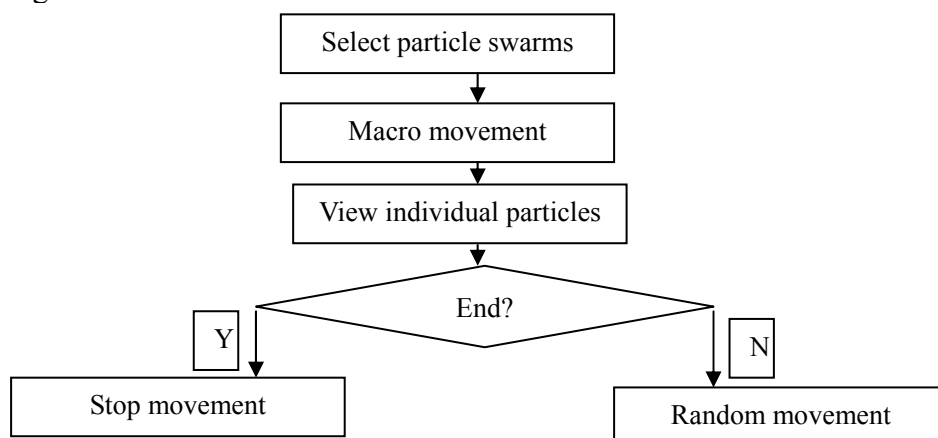 Select particle swarms
Macro movement
View individual particles
End?
Y
N
Stop movement
Random movement